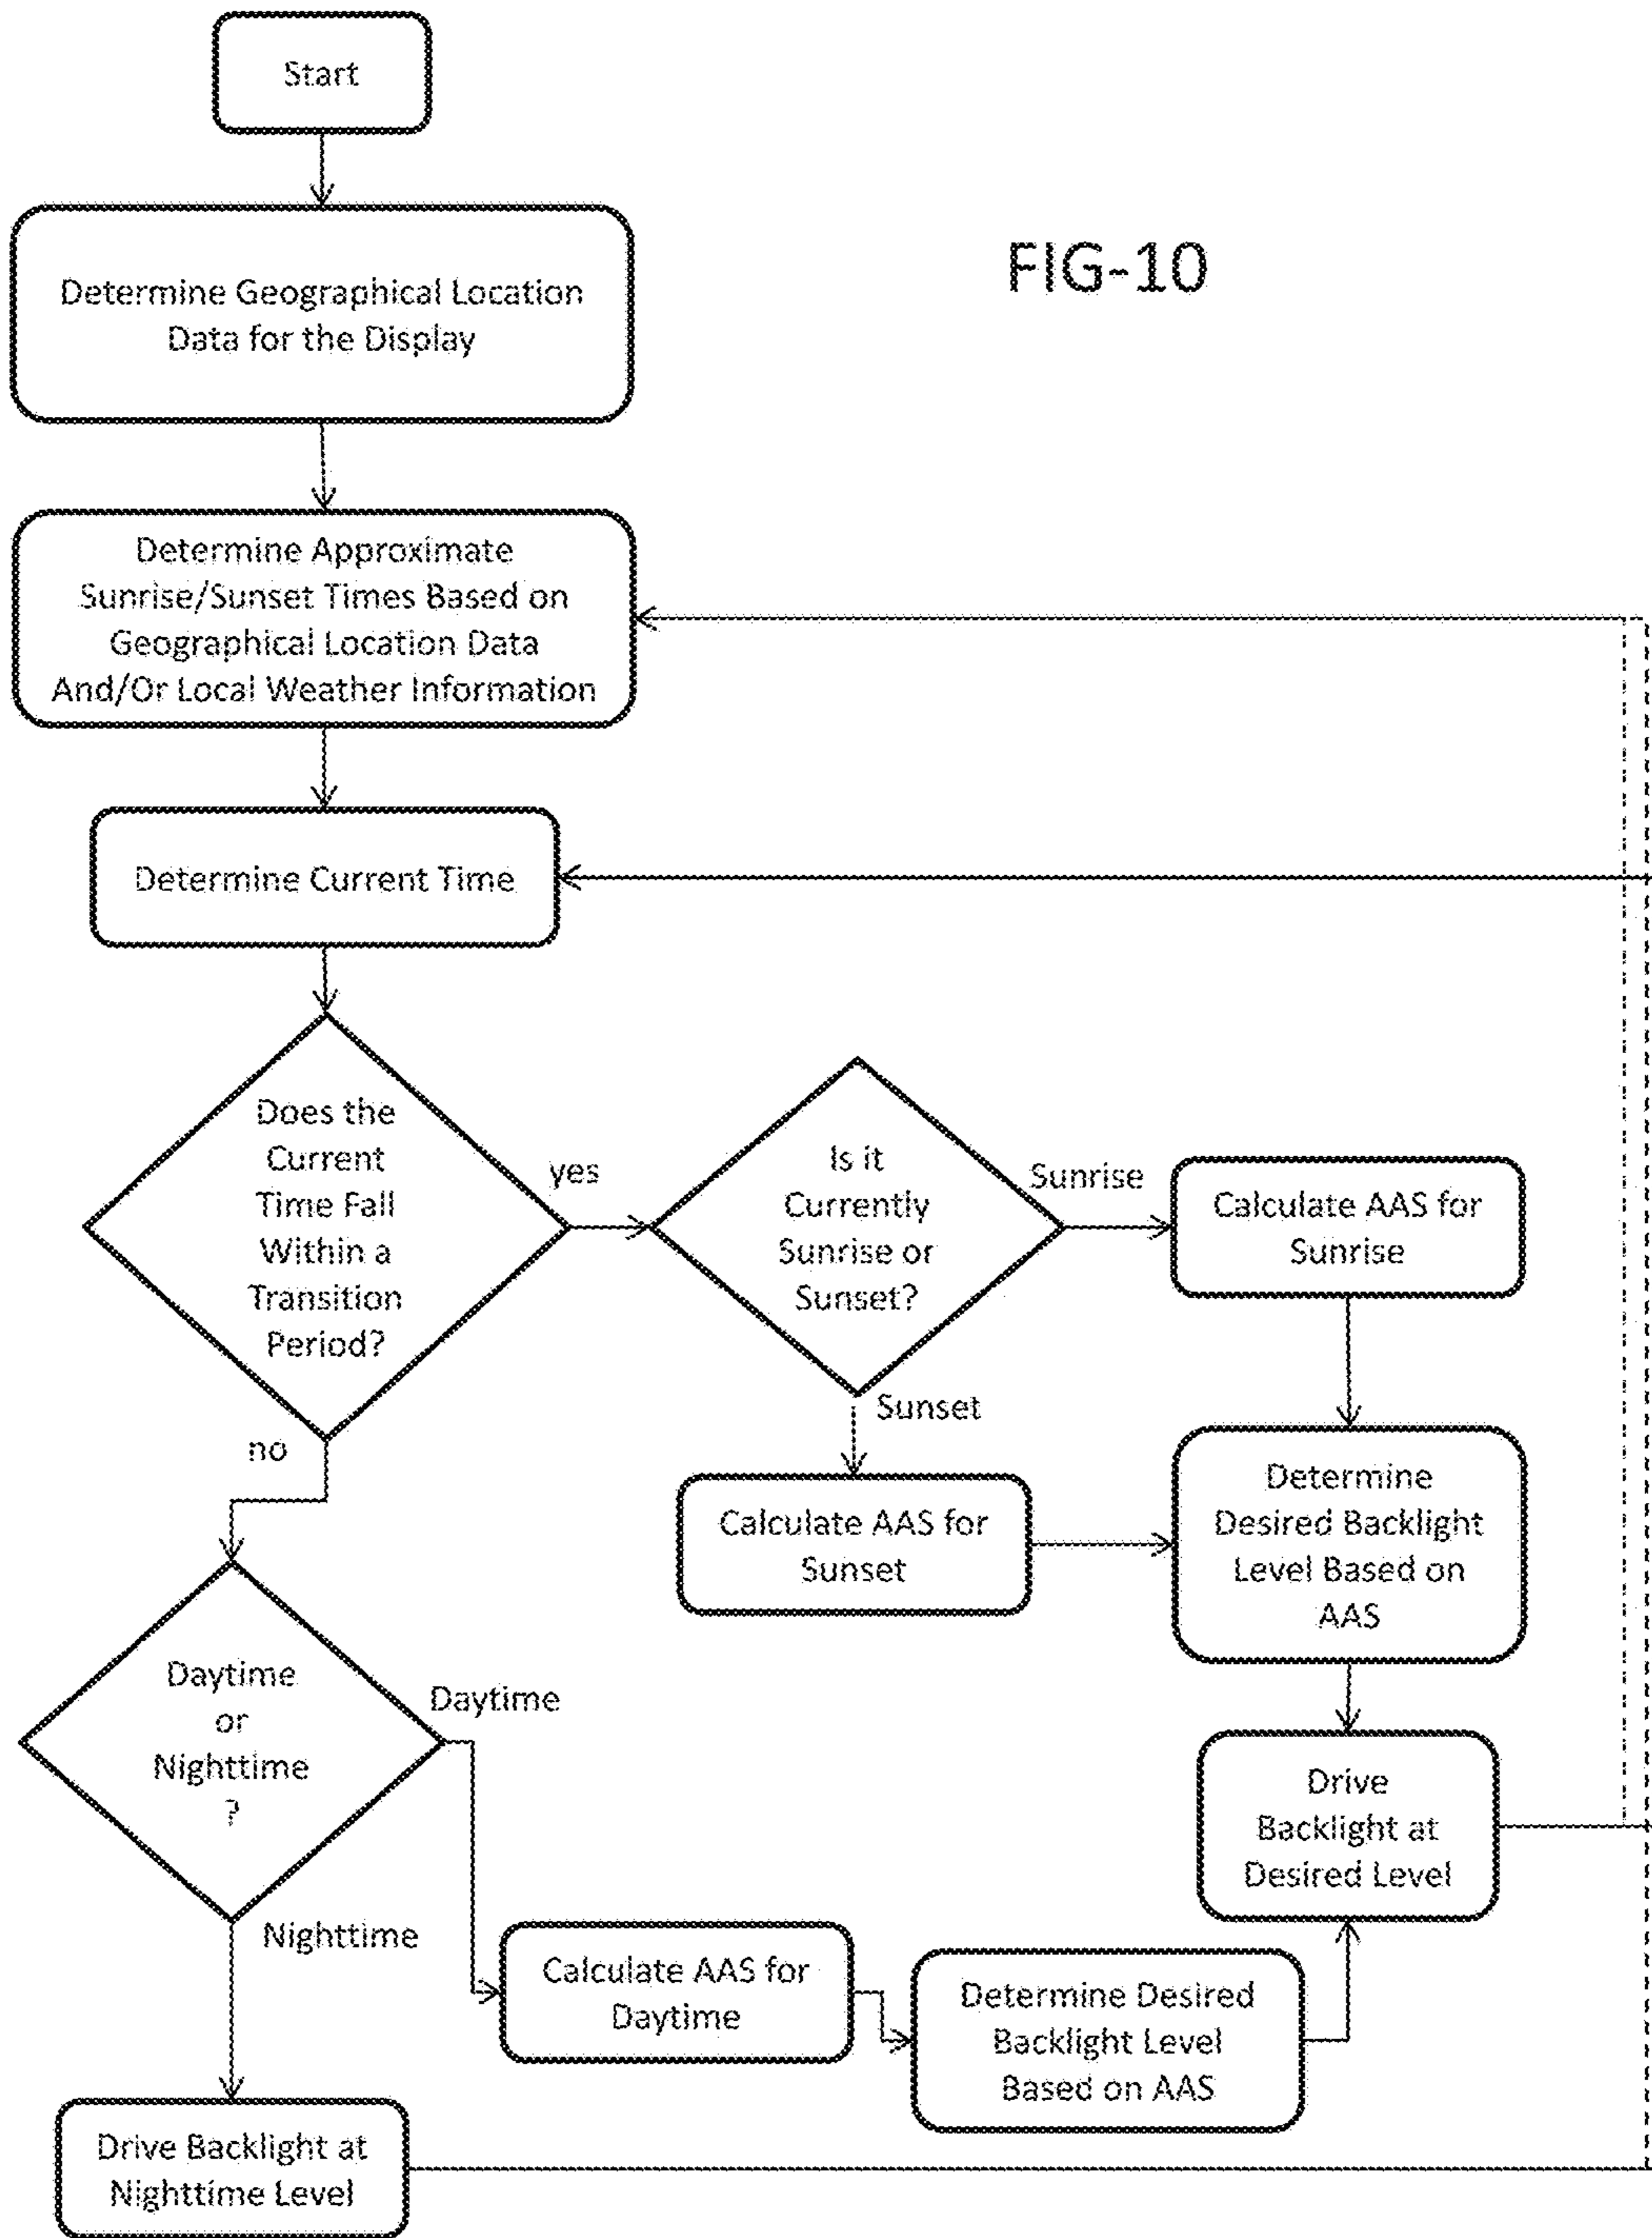 Start
FIG-10
Determine Geographical Location
Data for the Display
Determine Approximate
Sunrise/Sunset Times Based on
Geographical Location Data
And/Or Local Weather Information
Determine Current Time
Does the
Current
Time Fall
Within a
Transition
Period?
yes
no
Is it
Currently
Sunrise or
Sunset?
Sunrise
Sunset
Calculate AAS for
Sunrise
Calculate AAS for
Sunset
Determine
Desired Backlight
Level Based on
AAS
Daytime
or
Nighttime
?
Daytime
Nighttime
Drive
Backlight at
Desired Level
Calculate AAS for
Daytime
Determine Desired
Backlight Level
Based on AAS
Drive Backlight at
Nighttime Level